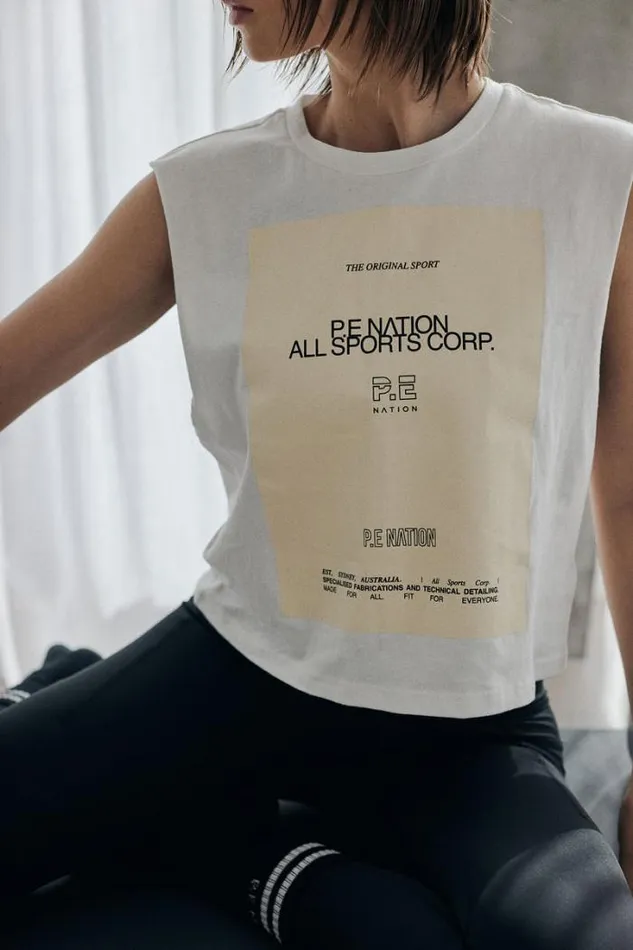 THE ORIGINAL SPORT
P.E NATION
ALL SPORTS CORP.
P.E
NATION
P.E NATION
EST. SYDNEY, AUSTRALIA. | All Sports Corp. |
SPECIALISED FABRICATIONS AND TECHNICAL DETAILING.
MADE FOR ALL. FIT FOR EVERYONE.